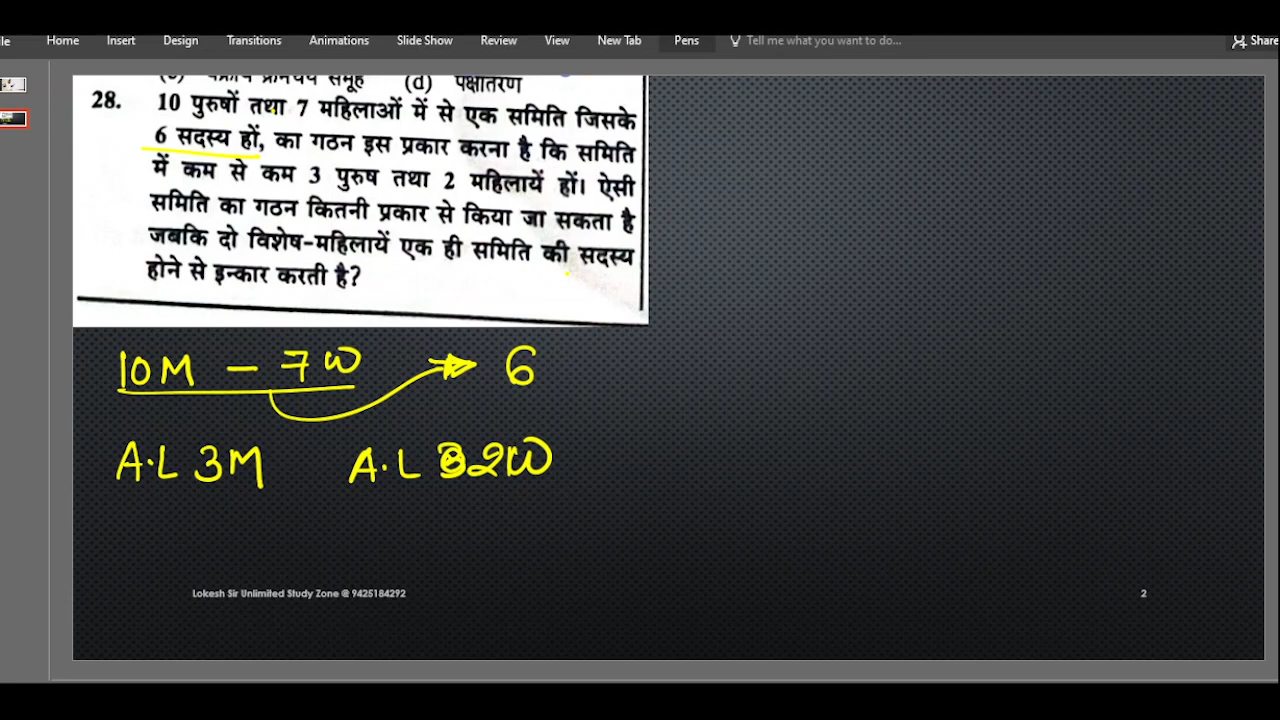 le Home Insert Design Transitions Animations Slide Show Review View New Tab Pens Tell me what you want to do... Share
(d) पक्षातरण
28. 10 पुरुषों तथा 7 महिलाओं में से एक समिति जिसके
6 सदस्य हों, का गठन इस प्रकार करना है कि समिति
में कम से कम 3 पुरुष तथा 2 महिलायें हों। ऐसी
समिति का गठन कितनी प्रकार से किया जा सकता है
जबकि दो विशेष-महिलायें एक ही समिति की सदस्य
होने से इन्कार करती है?
10M - 7W → 6
A.L 3M A.L 2W
Lokesh Sir Unlimited Study Zone @ 9425184292 2